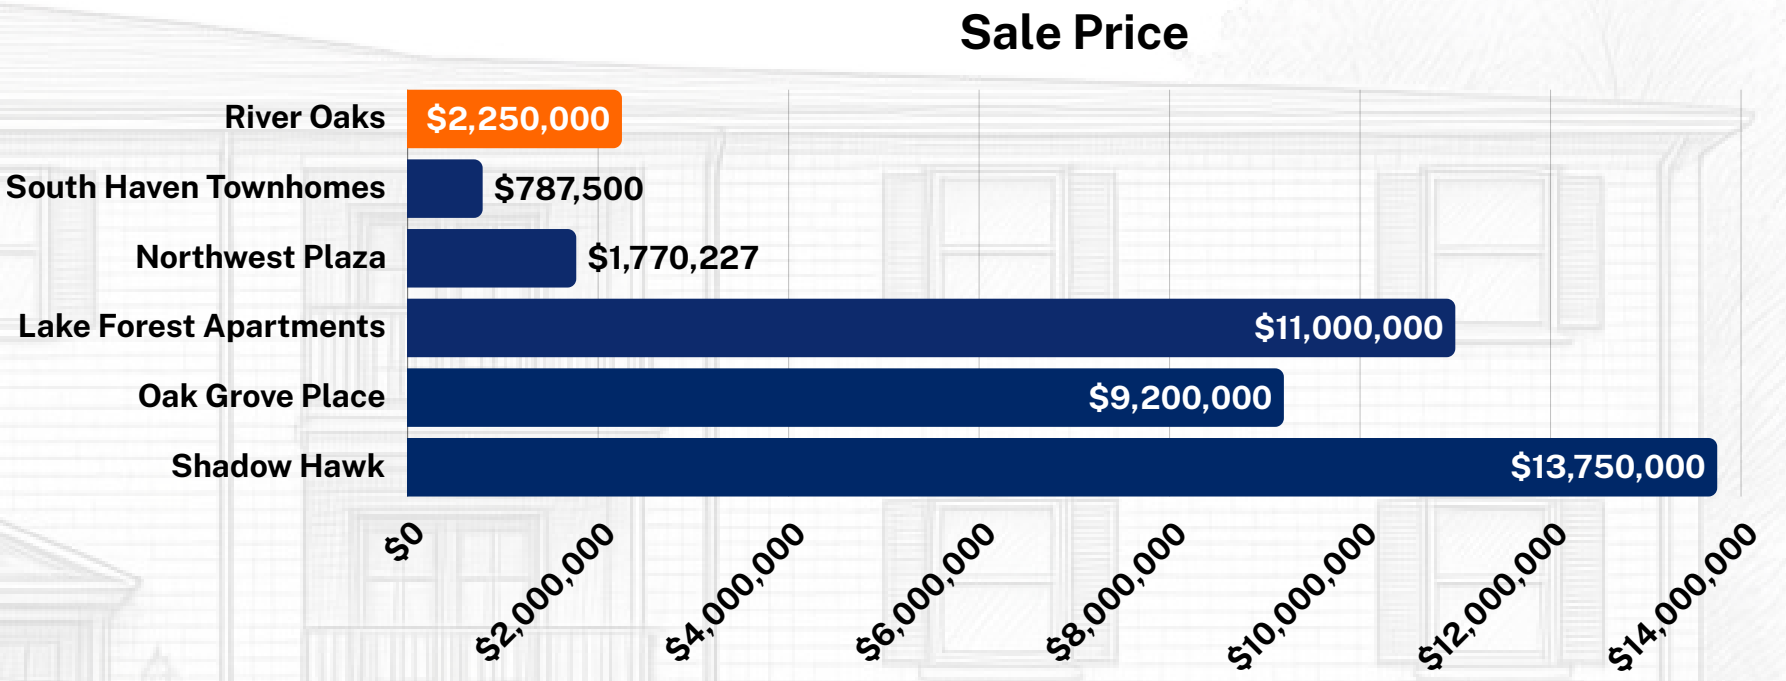 Sale Price
River Oaks $2,250,000
South Haven Townhomes $787,500
Northwest Plaza $1,770,227
Lake Forest Apartments $11,000,000
Oak Grove Place $9,200,000
Shadow Hawk $13,750,000
$0 $2,000,000 $4,000,000 $6,000,000 $8,000,000 $10,000,000 $12,000,000 $14,000,000